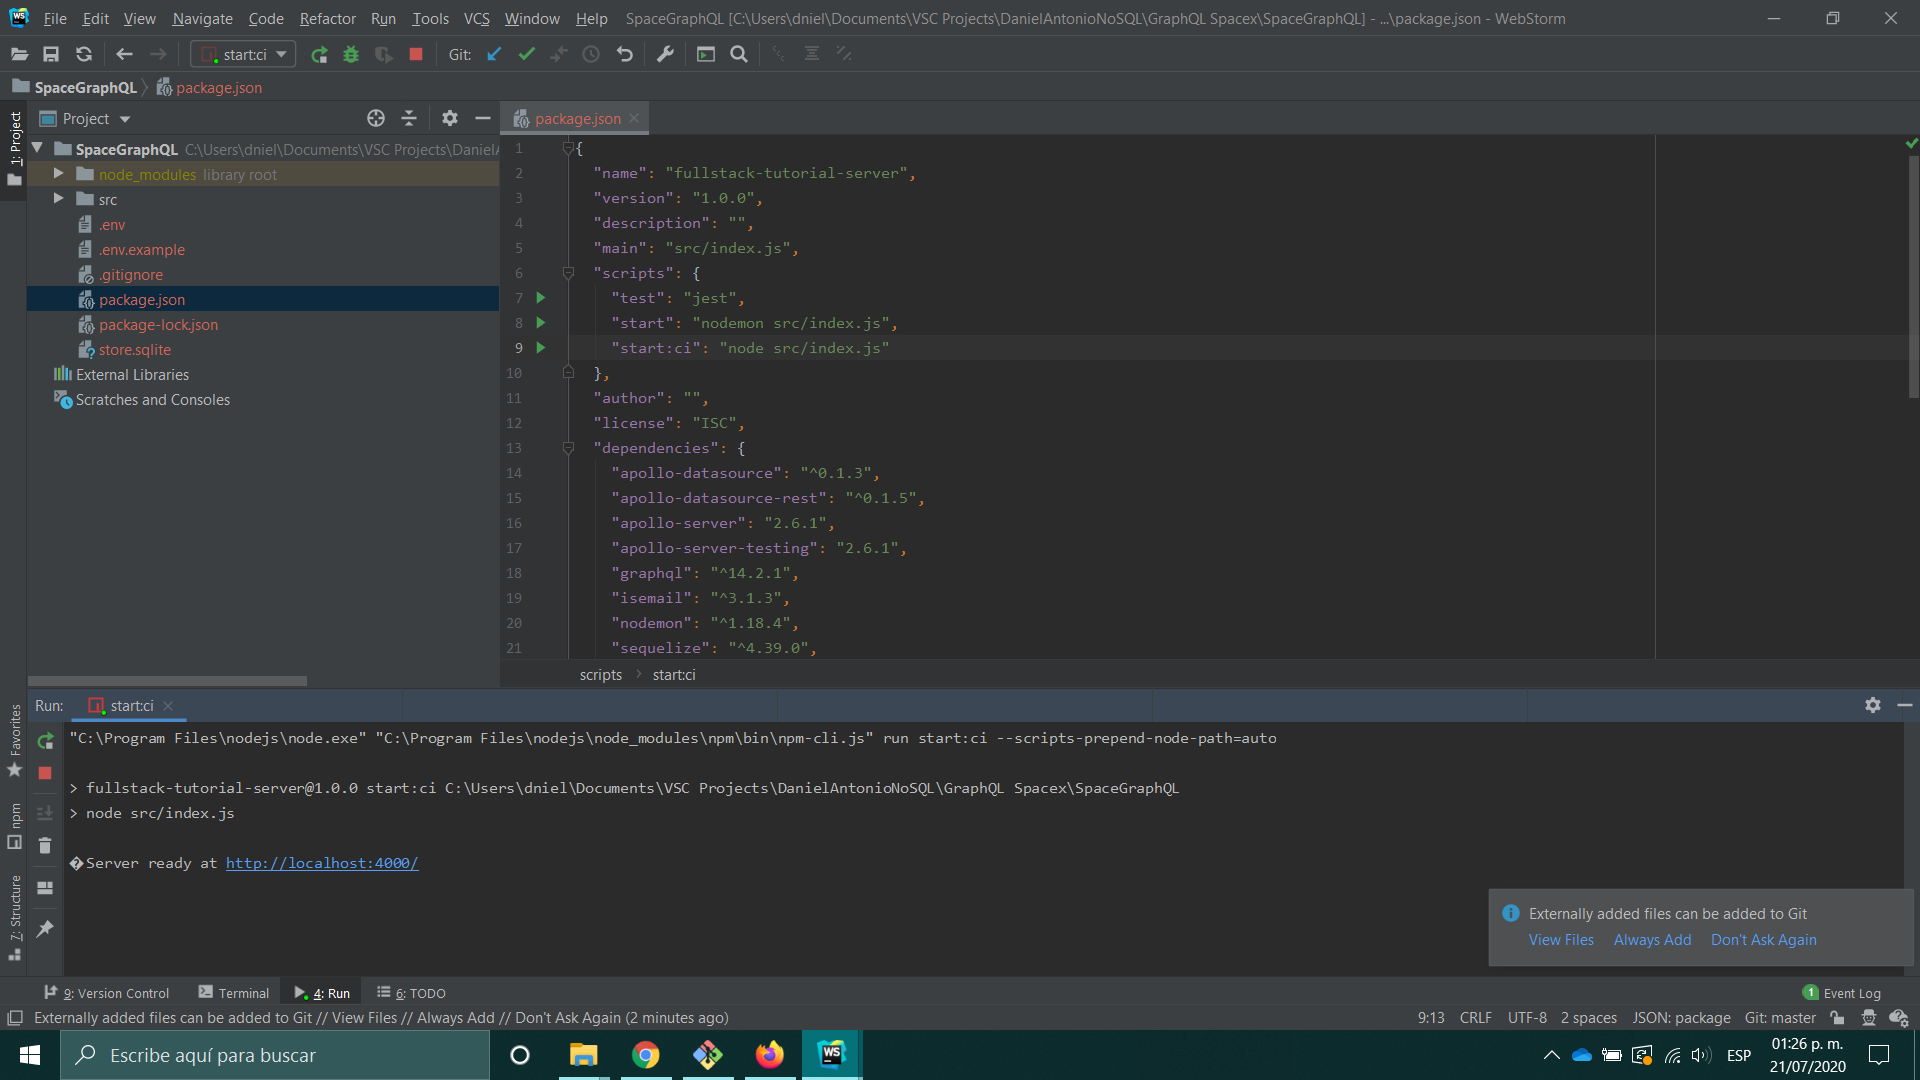 File Edit View Navigate Code Refactor Run Tools VCS Window Help SpaceGraphQL [C:\Users\dniel\Documents\VSC Projects\DanielAntonioNoSQL\GraphQL Spacex\SpaceGraphQL] - ...\package.json - WebStorm
start:ci Git:
SpaceGraphQL package.json
1: Project
Project
package.json
SpaceGraphQL C:\Users\dniel\Documents\VSC Projects\Daniel
node_modules library root
src
.env
.env.example
.gitignore
package.json
package-lock.json
store.sqlite
External Libraries
Scratches and Consoles
1 {
2 "name": "fullstack-tutorial-server",
3 "version": "1.0.0",
4 "description": "",
5 "main": "src/index.js",
6 "scripts": {
7 "test": "jest",
8 "start": "nodemon src/index.js",
9 "start:ci": "node src/index.js"
10 },
11 "author": "",
12 "license": "ISC",
13 "dependencies": {
14 "apollo-datasource": "^0.1.3",
15 "apollo-datasource-rest": "^0.1.5",
16 "apollo-server": "2.6.1",
17 "apollo-server-testing": "2.6.1",
18 "graphql": "^14.2.1",
19 "isemail": "^3.1.3",
20 "nodemon": "^1.18.4",
21 "sequelize": "^4.39.0",
scripts start:ci
Run: start:ci
Favorites
npm
7: Structure
"C:\Program Files\nodejs\node.exe" "C:\Program Files\nodejs\node_modules\npm\bin\npm-cli.js" run start:ci --scripts-prepend-node-path=auto
> fullstack-tutorial-server@1.0.0 start:ci C:\Users\dniel\Documents\VSC Projects\DanielAntonioNoSQL\GraphQL Spacex\SpaceGraphQL
> node src/index.js
�Server ready at http://localhost:4000/
Externally added files can be added to Git
View Files Always Add Don't Ask Again
9: Version Control Terminal 4: Run 6: TODO 1 Event Log
Externally added files can be added to Git // View Files // Always Add // Don't Ask Again (2 minutes ago) 9:13 CRLF UTF-8 2 spaces JSON: package Git: master
Escribe aquí para buscar
WS
ESP
01:26 p. m.
21/07/2020